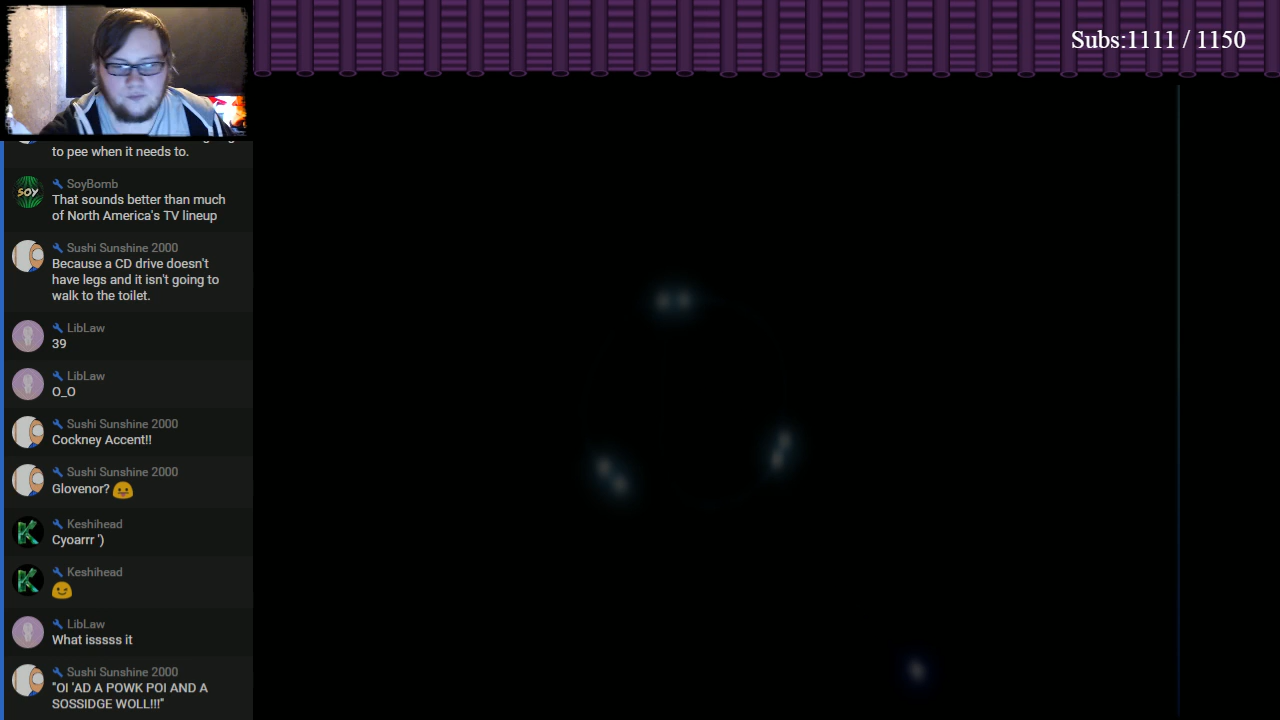 Subs:1111 / 1150
to pee when it needs to.
SOY
SoyBomb
That sounds better than much
of North America's TV lineup
Sushi Sunshine 2000
Because a CD drive doesn't
have legs and it isn't going to
walk to the toilet.
LibLaw
39
LibLaw
O_O
Sushi Sunshine 2000
Cockney Accent!!
Sushi Sunshine 2000
Glovenor?
K
Keshihead
Cyoarrr ')
K
Keshihead
LibLaw
What isssss it
Sushi Sunshine 2000
"OI 'AD A POWK POI AND A
SOSSIDGE WOLL!!!"